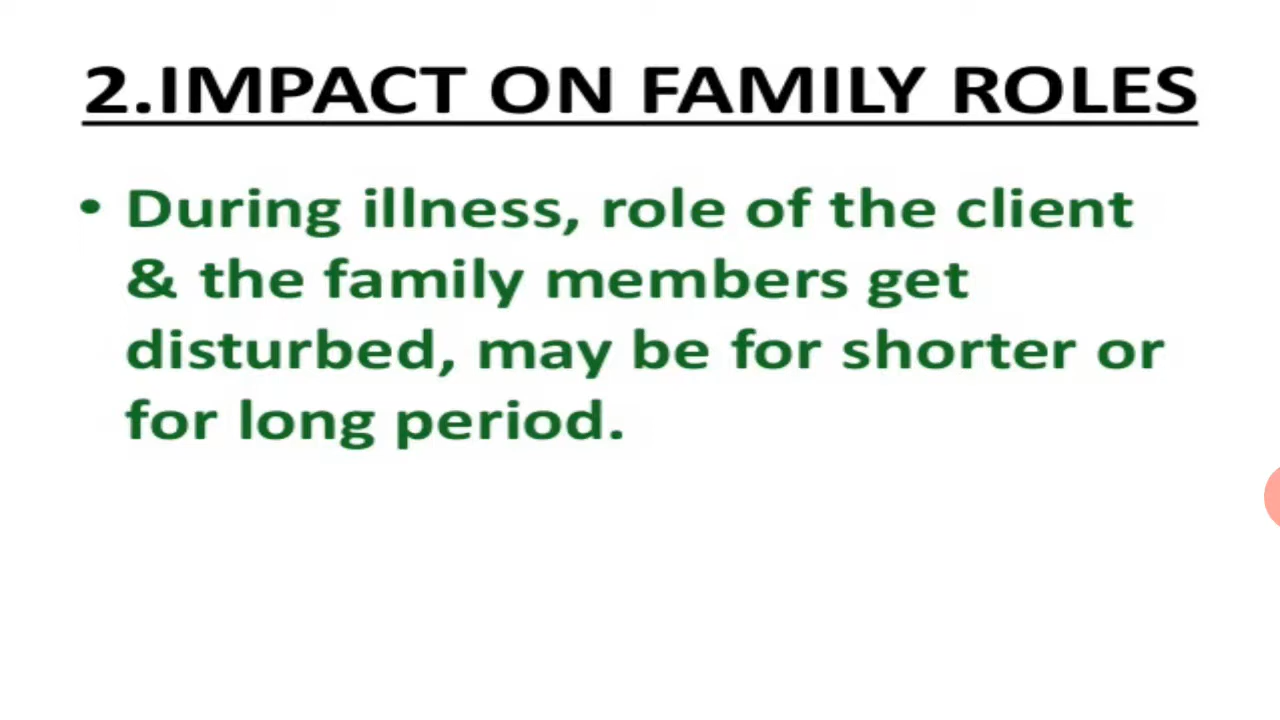 2.IMPACT ON FAMILY ROLES
• During illness, role of the client
& the family members get
disturbed, may be for shorter or
for long period.